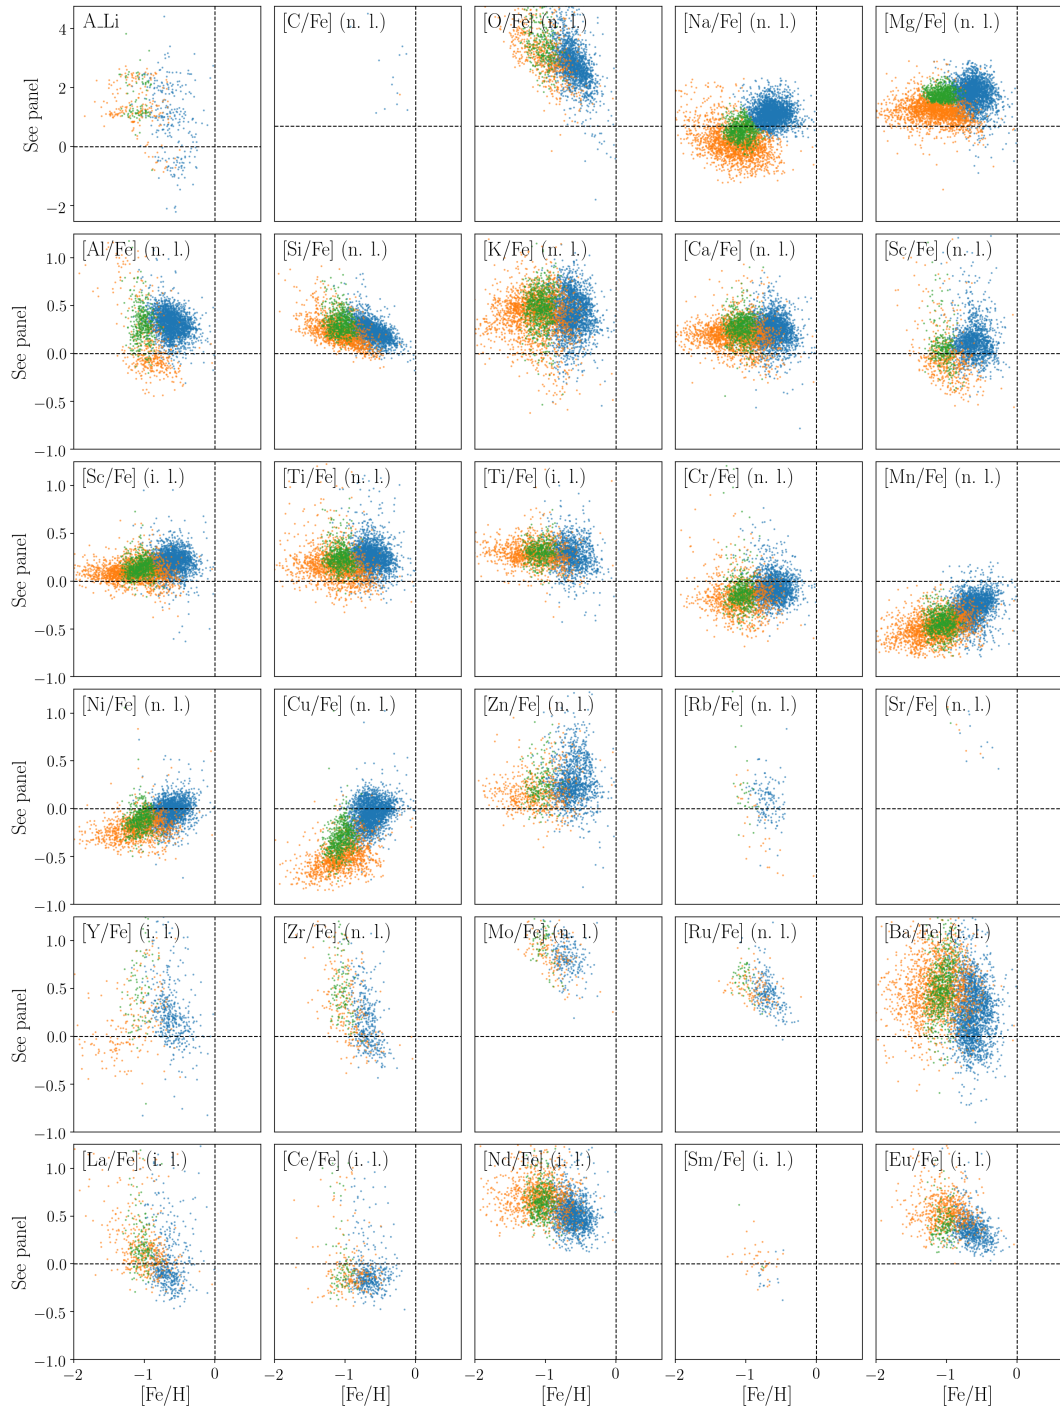 A_Li [C/Fe] (n. l.) [O/Fe] (n. l.) [Na/Fe] (n. l.) [Mg/Fe] (n. l.)
4
2
0
−2
See panel
[Al/Fe] (n. l.) [Si/Fe] (n. l.) [K/Fe] (n. l.) [Ca/Fe] (n. l.) [Sc/Fe] (n. l.)
1.0
0.5
0.0
−0.5
−1.0
See panel
[Sc/Fe] (i. l.) [Ti/Fe] (n. l.) [Ti/Fe] (i. l.) [Cr/Fe] (n. l.) [Mn/Fe] (n. l.)
1.0
0.5
0.0
−0.5
−1.0
See panel
[Ni/Fe] (n. l.) [Cu/Fe] (n. l.) [Zn/Fe] (n. l.) [Rb/Fe] (n. l.) [Sr/Fe] (n. l.)
1.0
0.5
0.0
−0.5
−1.0
See panel
[Y/Fe] (i. l.) [Zr/Fe] (n. l.) [Mo/Fe] (n. l.) [Ru/Fe] (n. l.) [Ba/Fe] (i. l.)
1.0
0.5
0.0
−0.5
−1.0
See panel
[La/Fe] (i. l.) [Ce/Fe] (i. l.) [Nd/Fe] (i. l.) [Sm/Fe] (i. l.) [Eu/Fe] (i. l.)
1.0
0.5
0.0
−0.5
−1.0
See panel
−2 −1 0 −2 −1 0 −2 −1 0 −2 −1 0 −2 −1 0
[Fe/H] [Fe/H] [Fe/H] [Fe/H] [Fe/H]